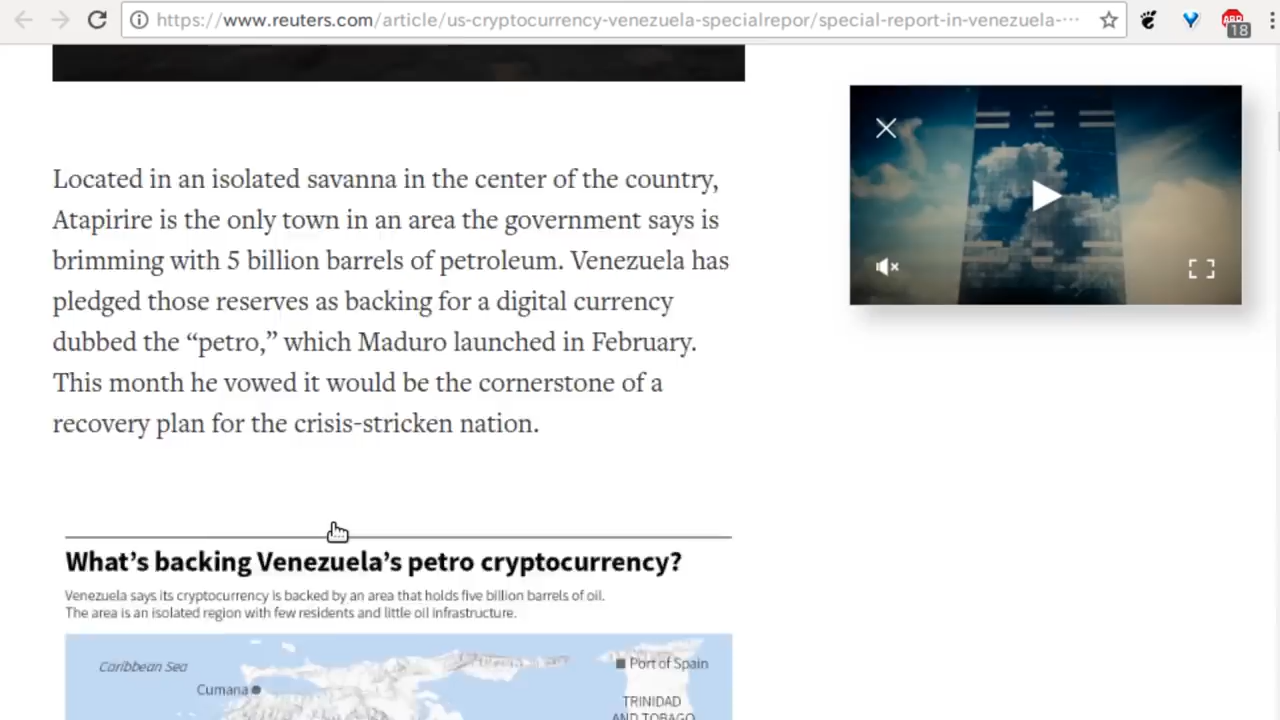 https://www.reuters.com/article/us-cryptocurrency-venezuela-specialrepor/special-report-in-venezuela-···
ABP
18
Located in an isolated savanna in the center of the country,
Atapirire is the only town in an area the government says is
brimming with 5 billion barrels of petroleum. Venezuela has
pledged those reserves as backing for a digital currency
dubbed the “petro,” which Maduro launched in February.
This month he vowed it would be the cornerstone of a
recovery plan for the crisis-stricken nation.
What’s backing Venezuela’s petro cryptocurrency?
Venezuela says its cryptocurrency is backed by an area that holds five billion barrels of oil.
The area is an isolated region with few residents and little oil infrastructure.
Caribbean Sea
Port of Spain
Cumana
TRINIDAD
AND TOBAGO